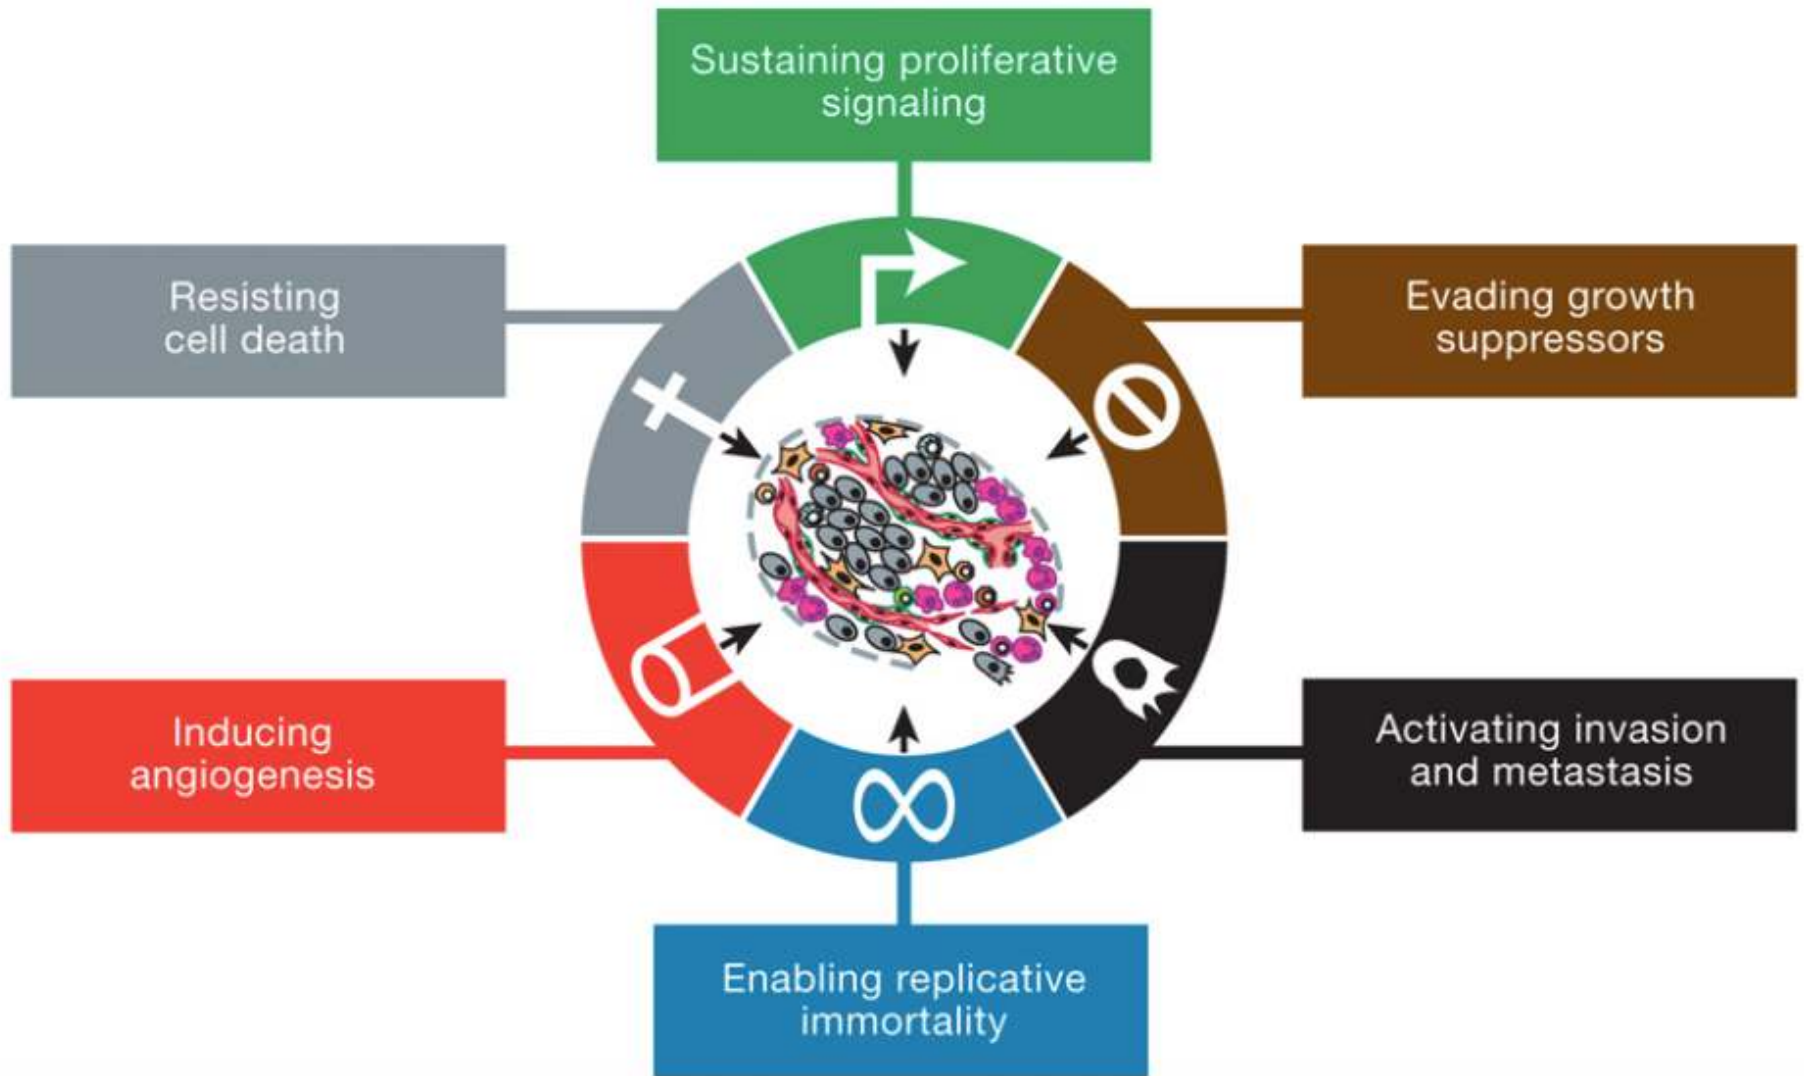 Sustaining proliferative
signaling
Resisting
cell death
Evading growth
suppressors
Inducing
angiogenesis
Activating invasion
and metastasis
Enabling replicative
immortality